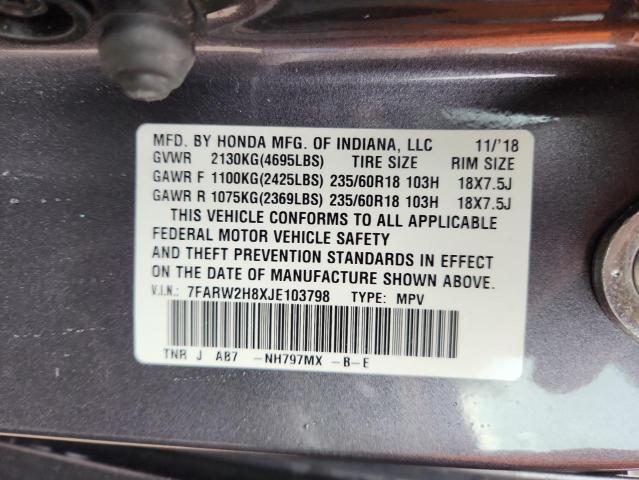 MFD. BY HONDA MFG. OF INDIANA, LLC 11/'18
GVWR 2130KG(4695LBS) TIRE SIZE RIM SIZE
GAWR F 1100KG(2425LBS) 235/60R18 103H 18X7.5J
GAWR R 1075KG(2369LBS) 235/60R18 103H 18X7.5J
THIS VEHICLE CONFORMS TO ALL APPLICABLE
FEDERAL MOTOR VEHICLE SAFETY
AND THEFT PREVENTION STANDARDS IN EFFECT
ON THE DATE OF MANUFACTURE SHOWN ABOVE.
V.I.N.: 7FARW2H8XJE103798 TYPE: MPV
TNR J A87 -NH797MX -B-E